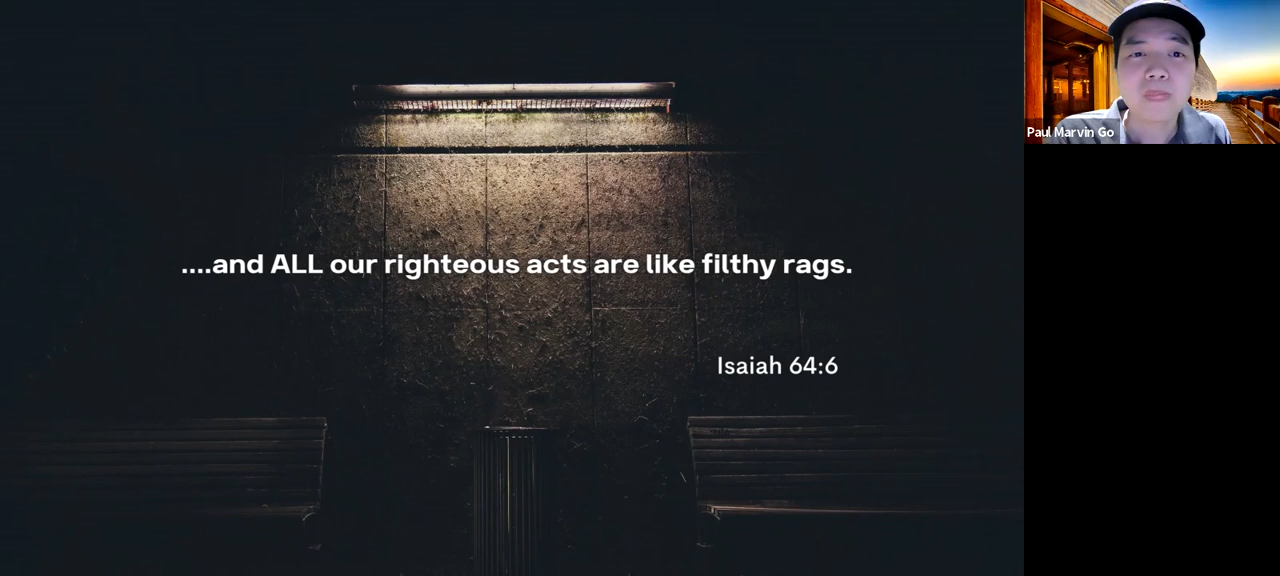 ....and ALL our righteous acts are like filthy rags.
Isaiah 64:6
Paul Marvin Go